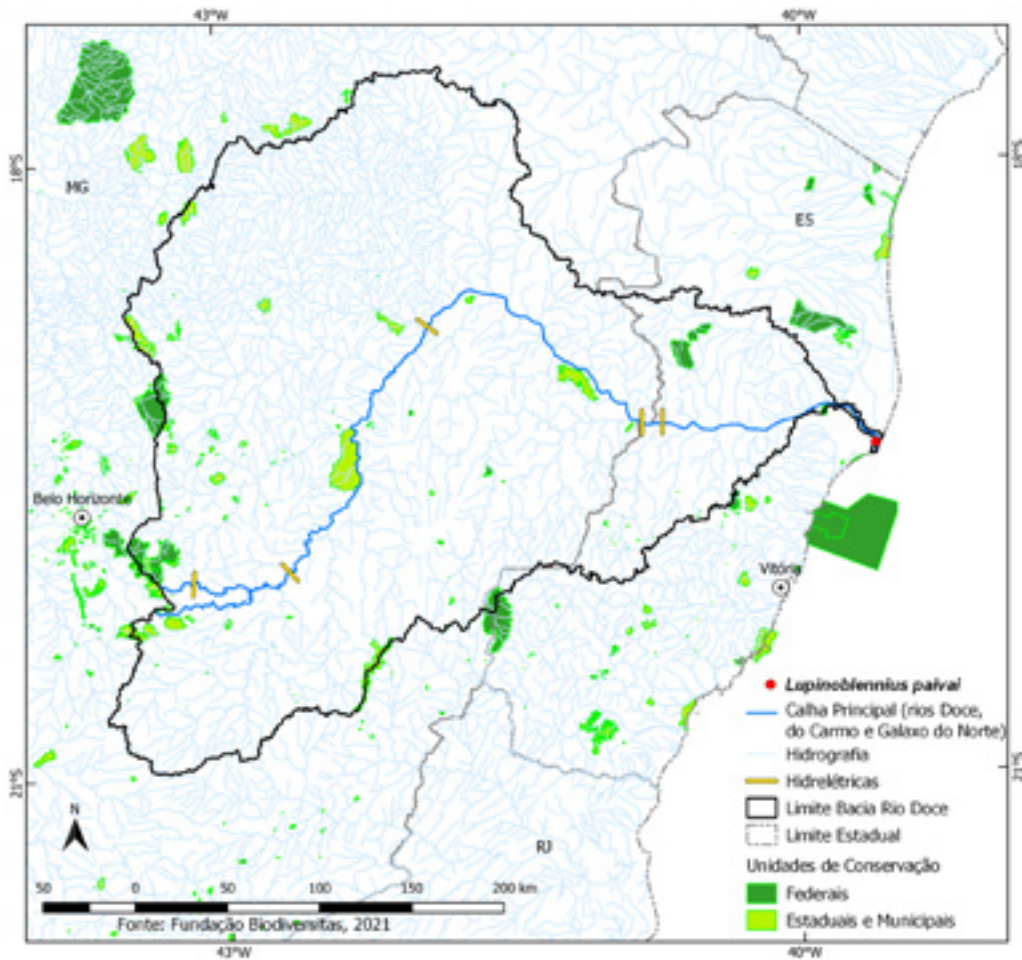 43°W
40°W
18°S
18°S
MG
ES
Belo Horizonte
Vitória
Lupinoblennius paivai
Calha Principal (rios Doce,
do Carmo e Galaxo do Norte)
Hidrografia
Hidrelétricas
Limite Bacia Rio Doce
Limite Estadual
Unidades de Conservação
Federais
Estaduais e Municipais
21°S
21°S
N
RJ
50 0 50 100 150 200 km
Fonte: Fundação Biodiversitas, 2021
43°W
40°W